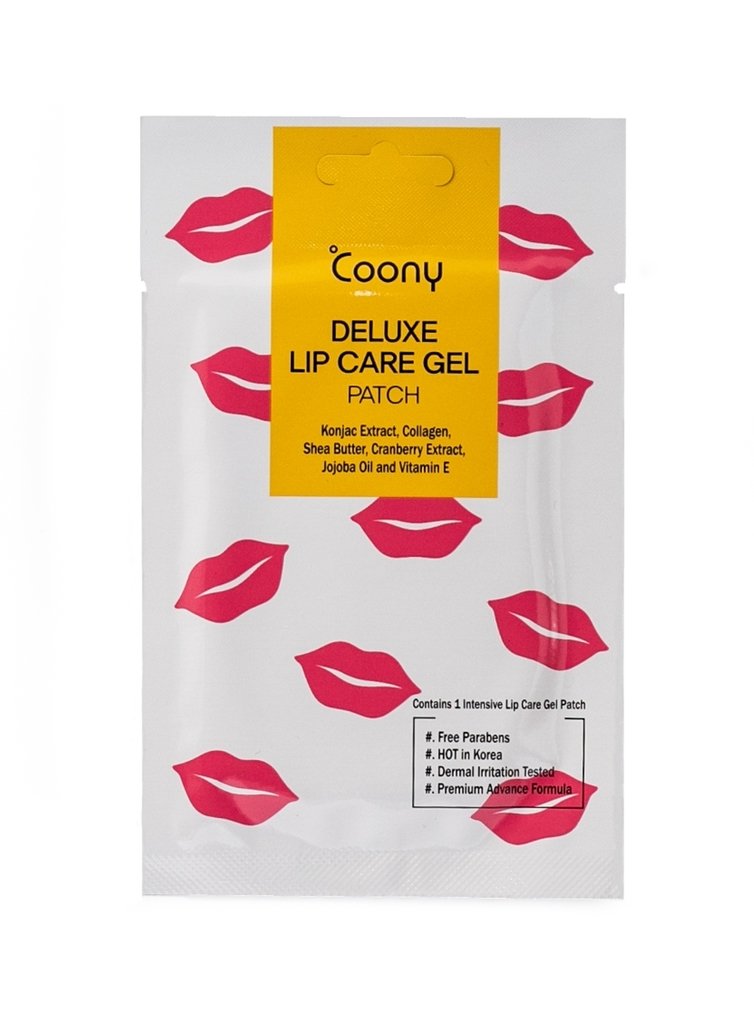 Coony
DELUXE
LIP CARE GEL
PATCH
Konjac Extract, Collagen,
Shea Butter, Cranberry Extract,
Jojoba Oil and Vitamin E
Contains 1 Intensive Lip Care Gel Patch
#. Free Parabens
#. HOT in Korea
#. Dermal Irritation Tested
#. Premium Advance Formula